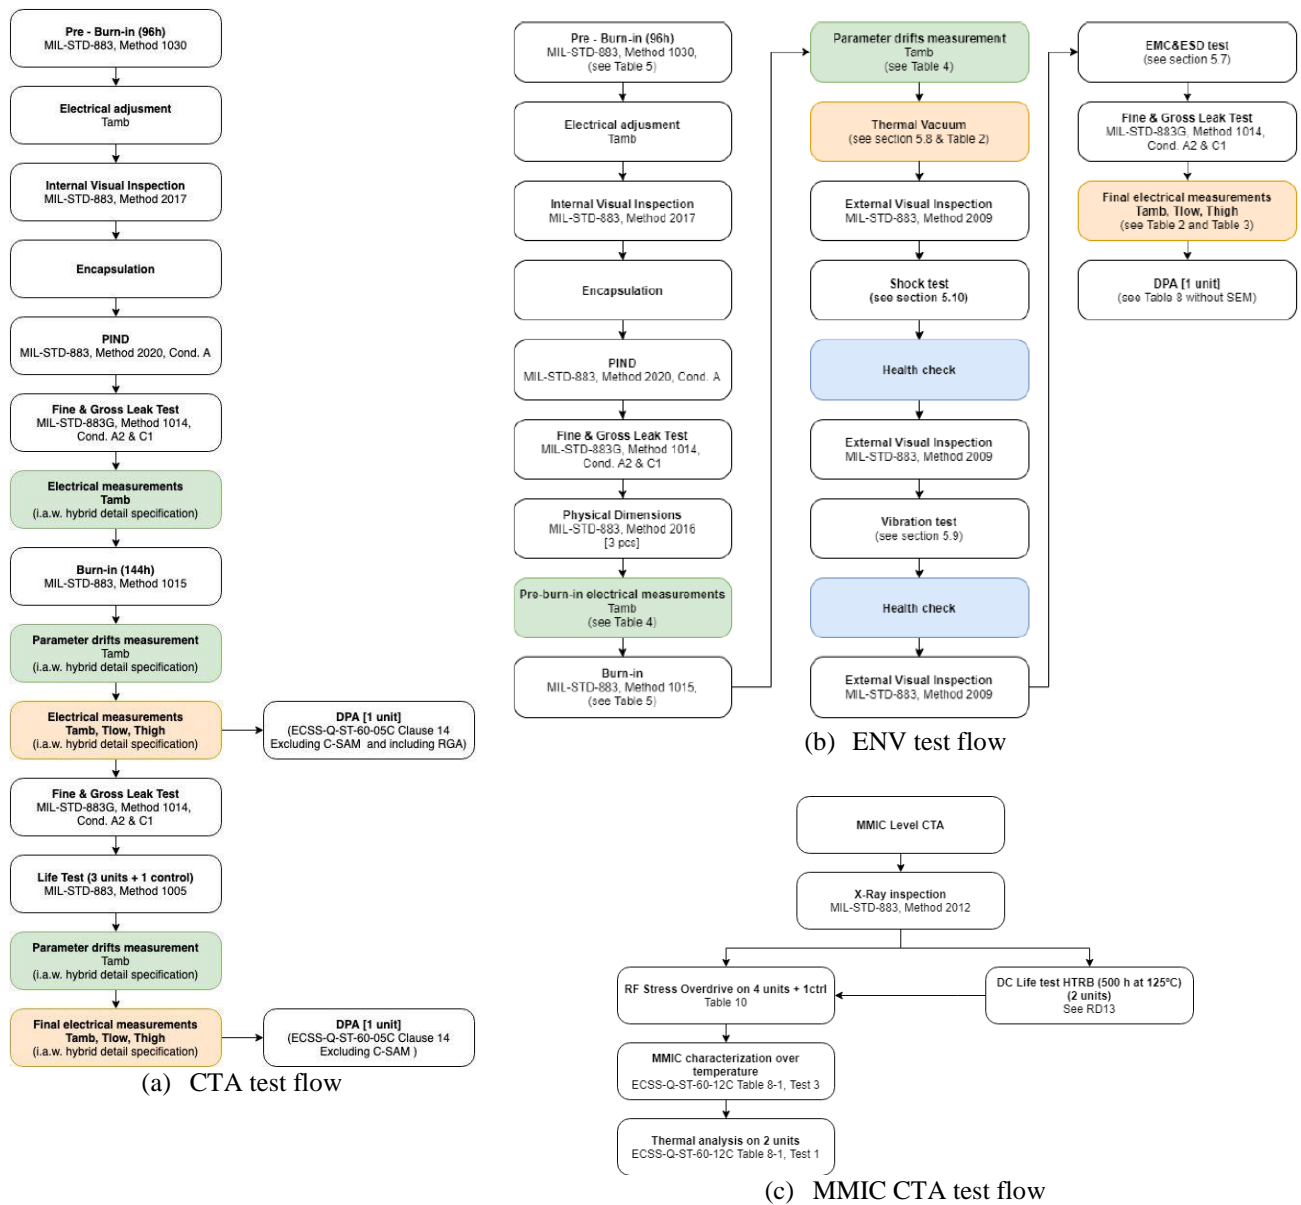 Pre - Burn-in (96h)
MIL-STD-883, Method 1030
Electrical adjusment
Tamb
Internal Visual Inspection
MIL-STD-883, Method 2017
Encapsulation
PIND
MIL-STD-883, Method 2020, Cond. A
Fine & Gross Leak Test
MIL-STD-883G, Method 1014,
Cond. A2 & C1
Electrical measurements
Tamb
(i.a.w. hybrid detail specification)
Burn-in (144h)
MIL-STD-883, Method 1015
Parameter drifts measurement
Tamb
(i.a.w. hybrid detail specification)
Electrical measurements
Tamb, Tlow, Thigh
(i.a.w. hybrid detail specification)
DPA [1 unit]
(ECSS-Q-ST-60-05C Clause 14
Excluding C-SAM and including RGA)
Fine & Gross Leak Test
MIL-STD-883G, Method 1014,
Cond. A2 & C1
Life Test (3 units + 1 control)
MIL-STD-883, Method 1005
Parameter drifts measurement
Tamb
(i.a.w. hybrid detail specification)
Final electrical measurements
Tamb, Tlow, Thigh
(i.a.w. hybrid detail specification)
DPA [1 unit]
(ECSS-Q-ST-60-05C Clause 14
Excluding C-SAM )
(a) CTA test flow
Pre - Burn-in (96h)
MIL-STD-883, Method 1030,
(see Table 5)
Electrical adjusment
Tamb
Internal Visual Inspection
MIL-STD-883, Method 2017
Encapsulation
PIND
MIL-STD-883, Method 2020, Cond. A
Fine & Gross Leak Test
MIL-STD-883G, Method 1014,
Cond. A2 & C1
Physical Dimensions
MIL-STD-883, Method 2016
[3 pcs]
Pre-burn-in electrical measurements
Tamb
(see Table 4)
Burn-in
MIL-STD-883, Method 1015,
(see Table 5)
Parameter drifts measurement
Tamb
(see Table 4)
Thermal Vacuum
(see section 5.8 & Table 2)
External Visual Inspection
MIL-STD-883, Method 2009
Shock test
(see section 5.10)
Health check
External Visual Inspection
MIL-STD-883, Method 2009
Vibration test
(see section 5.9)
Health check
External Visual Inspection
MIL-STD-883, Method 2009
EMC&ESD test
(see section 5.7)
Fine & Gross Leak Test
MIL-STD-883G, Method 1014,
Cond. A2 & C1
Final electrical measurements
Tamb, Tlow, Thigh
(see Table 2 and Table 3)
DPA [1 unit]
(see Table 8 without SEM)
(b) ENV test flow
MMIC Level CTA
X-Ray inspection
MIL-STD-883, Method 2012
RF Stress Overdrive on 4 units + 1ctrl
Table 10
DC Life test HTRB (500 h at 125ºC)
(2 units)
See RD13
MMIC characterization over
temperature
ECSS-Q-ST-60-12C Table 8-1, Test 3
Thermal analysis on 2 units
ECSS-Q-ST-60-12C Table 8-1, Test 1
(c) MMIC CTA test flow